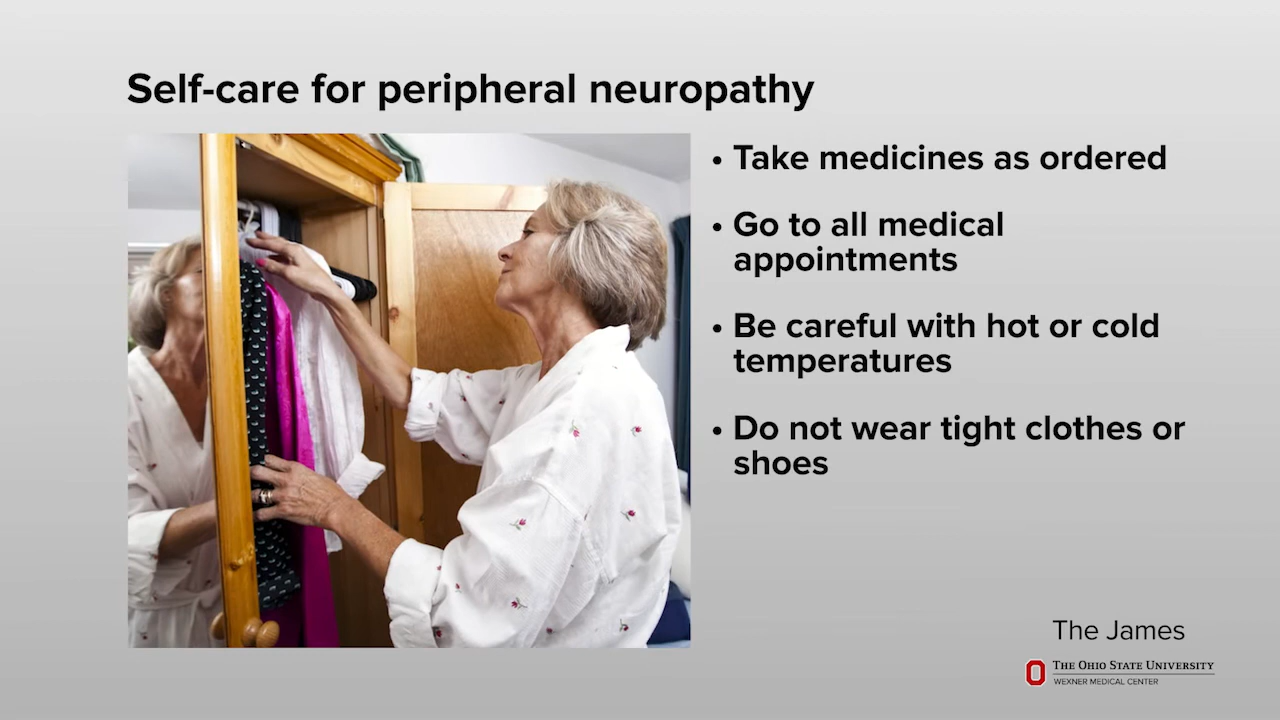 Self-care for peripheral neuropathy
• Take medicines as ordered
• Go to all medical
appointments
• Be careful with hot or cold
temperatures
• Do not wear tight clothes or
shoes
The James
THE OHIO STATE UNIVERSITY
WEXNER MEDICAL CENTER